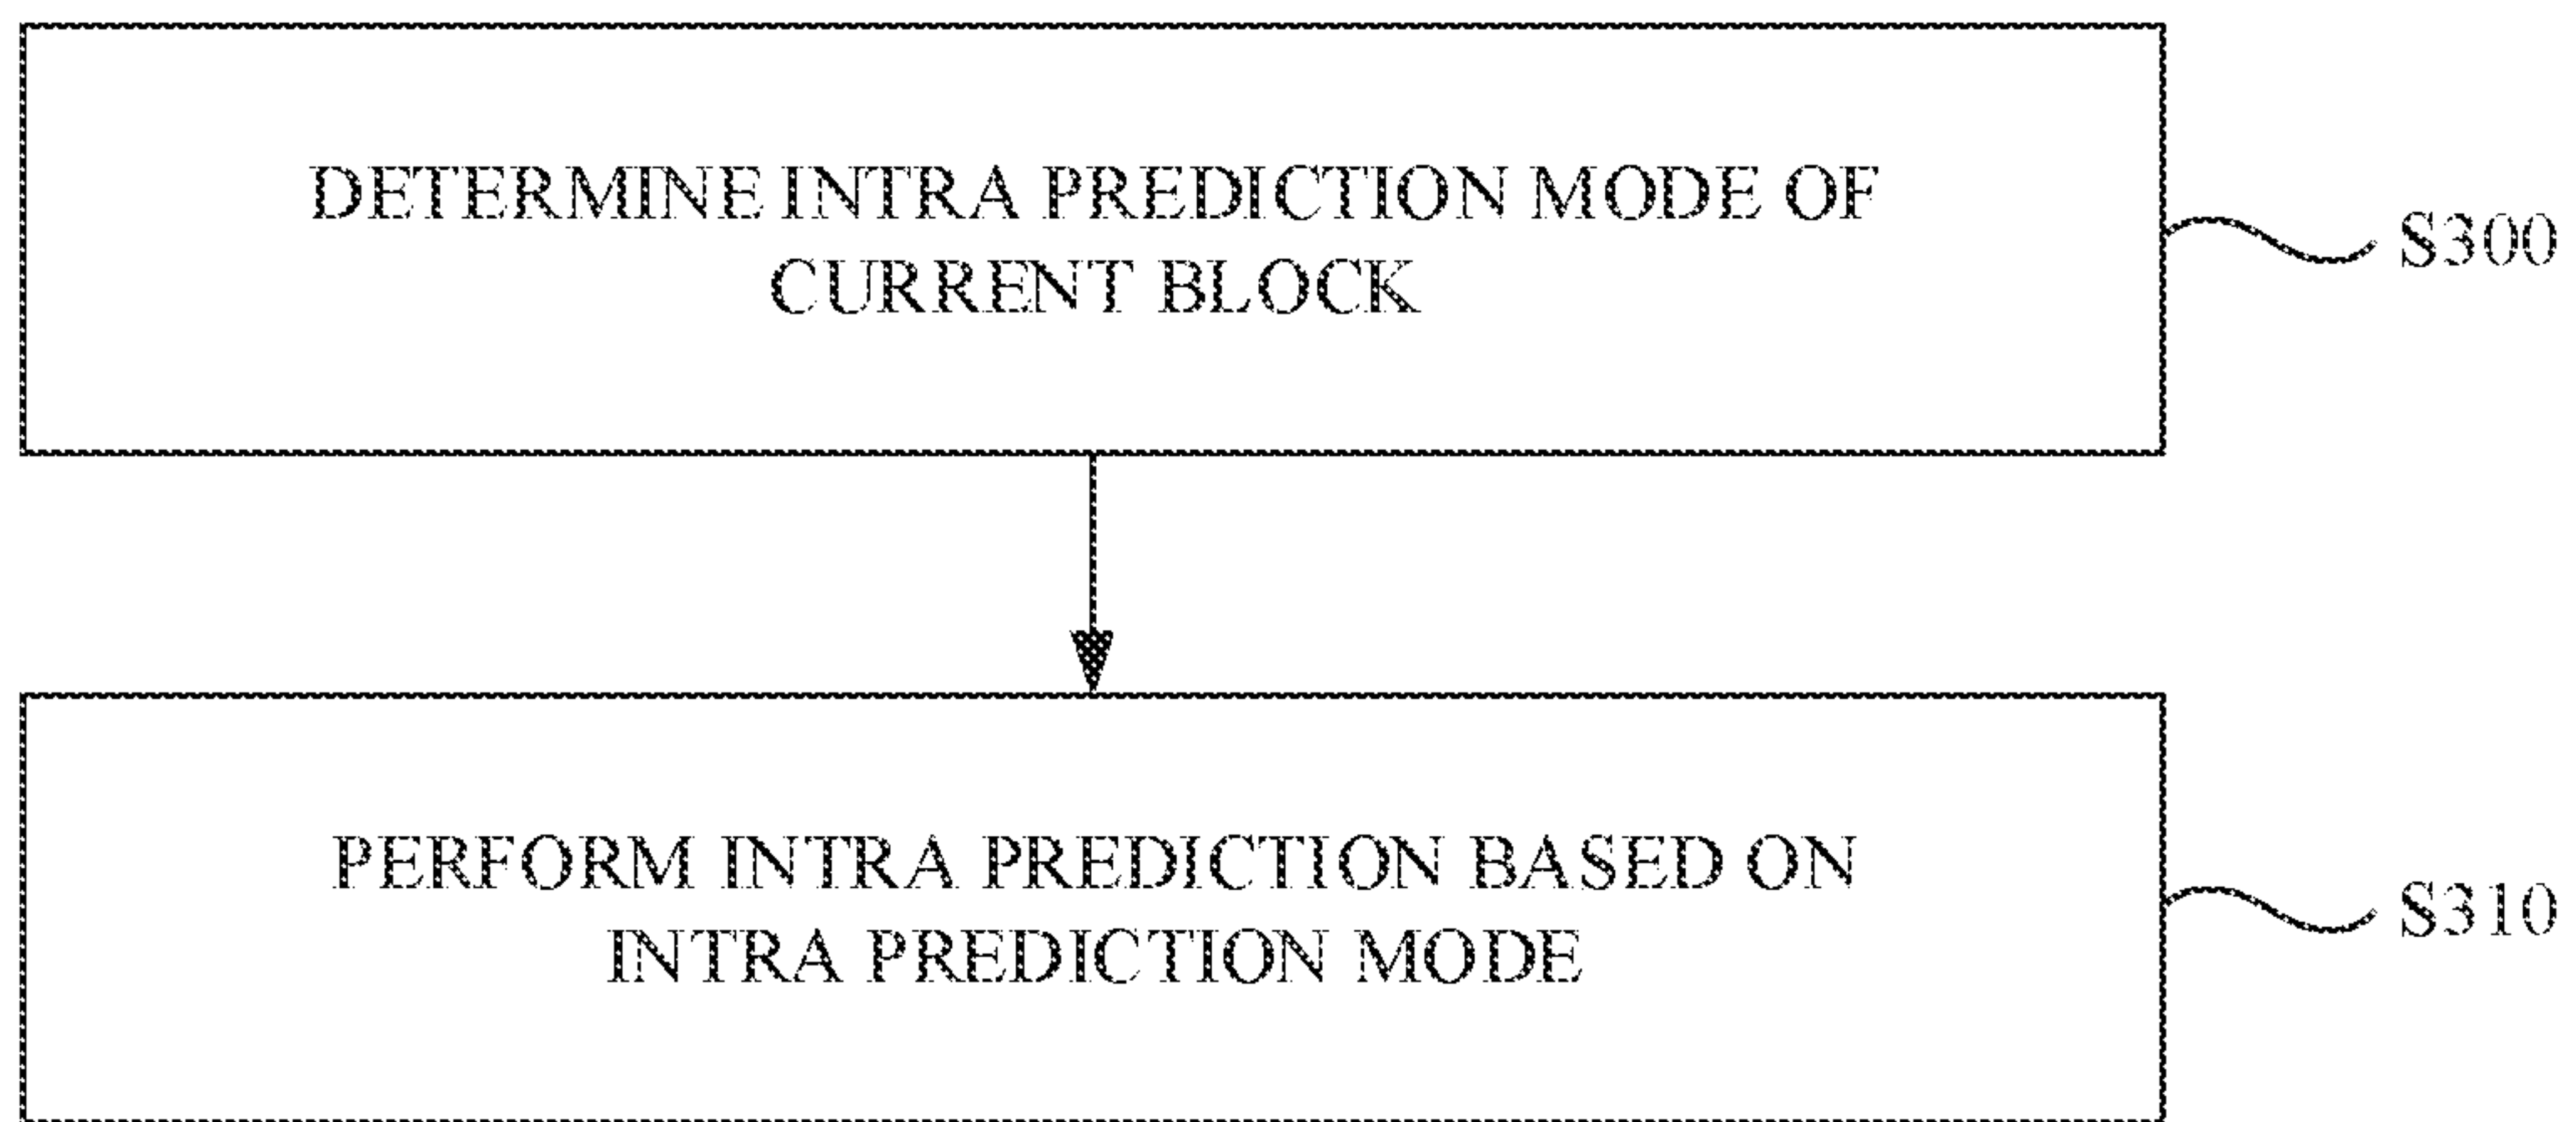 DETERMINE INTRA PREDICTION MODE OF
CURRENT BLOCK
S300
PERFORM INTRA PREDICTION BASED ON
INTRA PREDICTION MODE
S310